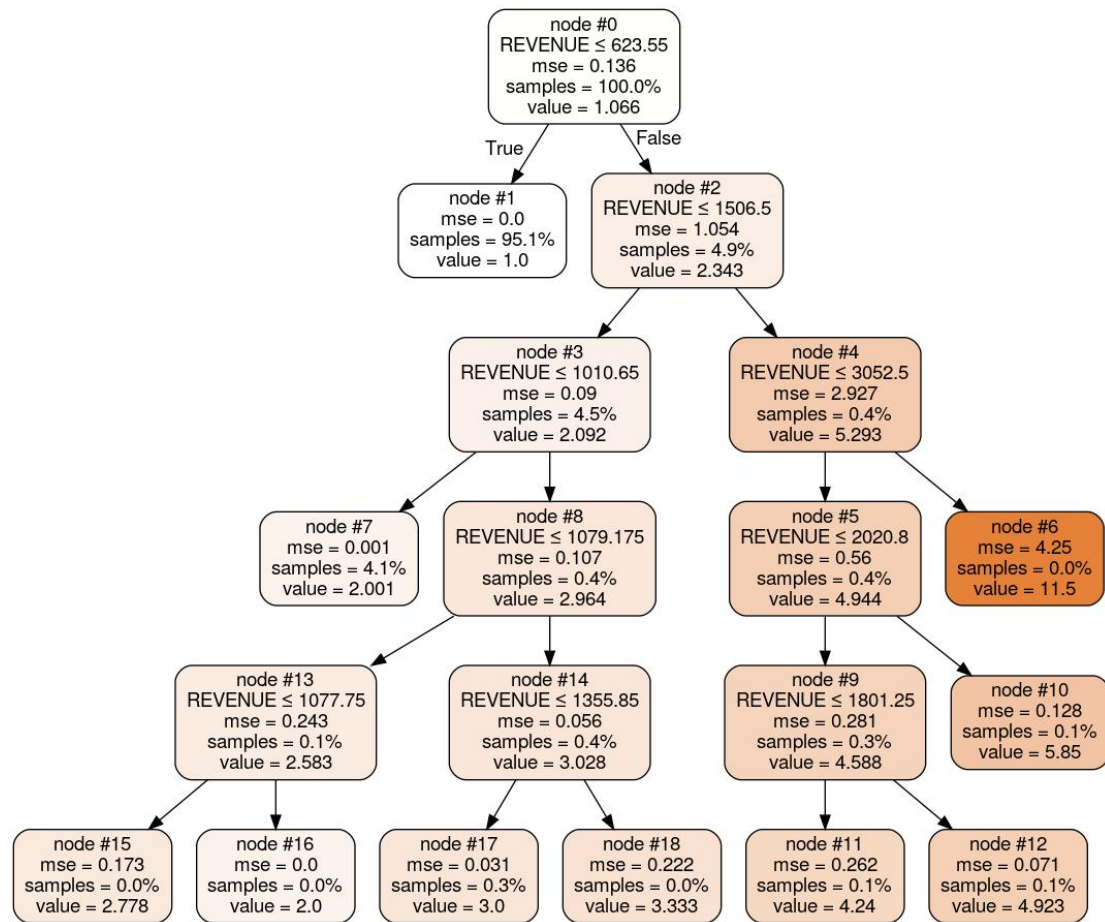 node #0
REVENUE ≤ 623.55
mse = 0.136
samples = 100.0%
value = 1.066
True
False
node #1
mse = 0.0
samples = 95.1%
value = 1.0
node #2
REVENUE ≤ 1506.5
mse = 1.054
samples = 4.9%
value = 2.343
node #3
REVENUE ≤ 1010.65
mse = 0.09
samples = 4.5%
value = 2.092
node #4
REVENUE ≤ 3052.5
mse = 2.927
samples = 0.4%
value = 5.293
node #7
mse = 0.001
samples = 4.1%
value = 2.001
node #8
REVENUE ≤ 1079.175
mse = 0.107
samples = 0.4%
value = 2.964
node #5
REVENUE ≤ 2020.8
mse = 0.56
samples = 0.4%
value = 4.944
node #6
mse = 4.25
samples = 0.0%
value = 11.5
node #13
REVENUE ≤ 1077.75
mse = 0.243
samples = 0.1%
value = 2.583
node #14
REVENUE ≤ 1355.85
mse = 0.056
samples = 0.4%
value = 3.028
node #9
REVENUE ≤ 1801.25
mse = 0.281
samples = 0.3%
value = 4.588
node #10
mse = 0.128
samples = 0.1%
value = 5.85
node #15
mse = 0.173
samples = 0.0%
value = 2.778
node #16
mse = 0.0
samples = 0.0%
value = 2.0
node #17
mse = 0.031
samples = 0.3%
value = 3.0
node #18
mse = 0.222
samples = 0.0%
value = 3.333
node #11
mse = 0.262
samples = 0.1%
value = 4.24
node #12
mse = 0.071
samples = 0.1%
value = 4.923